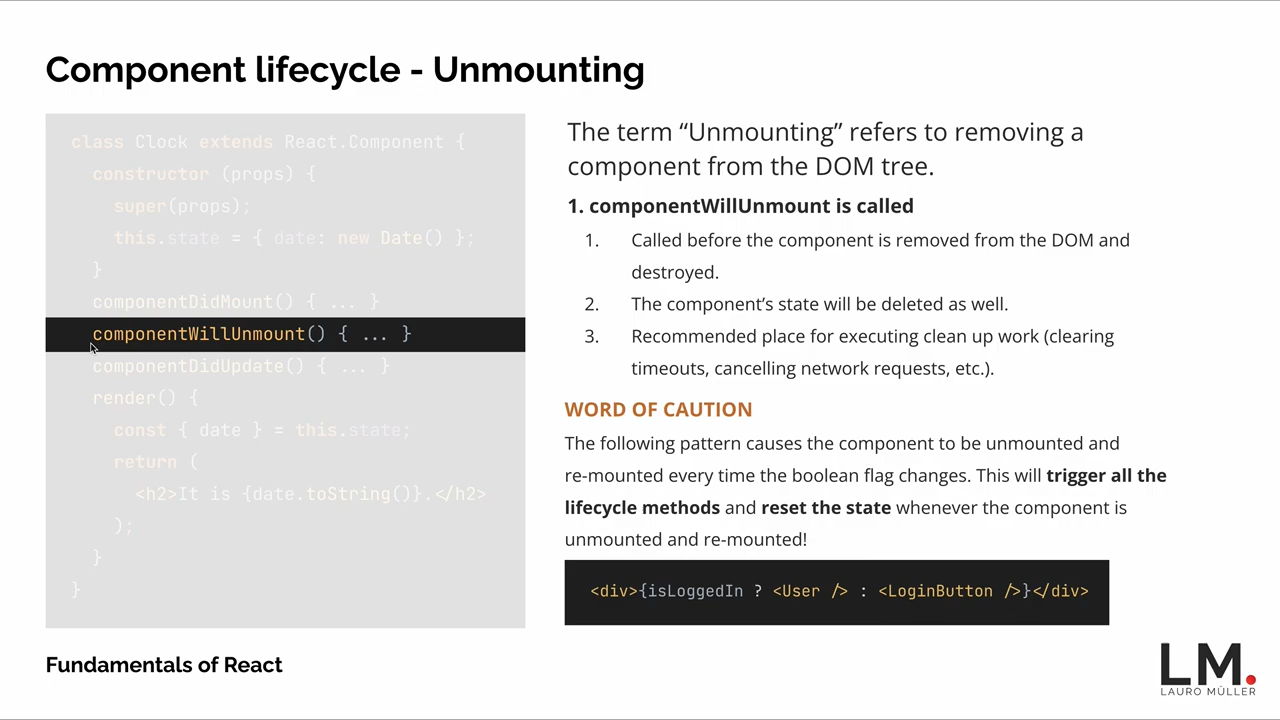 Component lifecycle - Unmounting
class Clock extends React.Component {
constructor (props) {
super(props);
this.state = { date: new Date() };
}
componentDidMount() { ... }
componentWillUnmount() { ... }
componentDidUpdate() { ... }
render() {
const { date } = this.state;
return (
<h2>It is {date.toString()}.</h2>
);
}
}
The term “Unmounting” refers to removing a
component from the DOM tree.
1. componentWillUnmount is called
1. Called before the component is removed from the DOM and
destroyed.
2. The component’s state will be deleted as well.
3. Recommended place for executing clean up work (clearing
timeouts, cancelling network requests, etc.).
WORD OF CAUTION
The following pattern causes the component to be unmounted and
re-mounted every time the boolean flag changes. This will trigger all the
lifecycle methods and reset the state whenever the component is
unmounted and re-mounted!
<div>{isLoggedIn ? <User /> : <LoginButton />}</div>
Fundamentals of React
LM.
LAURO MÜLLER